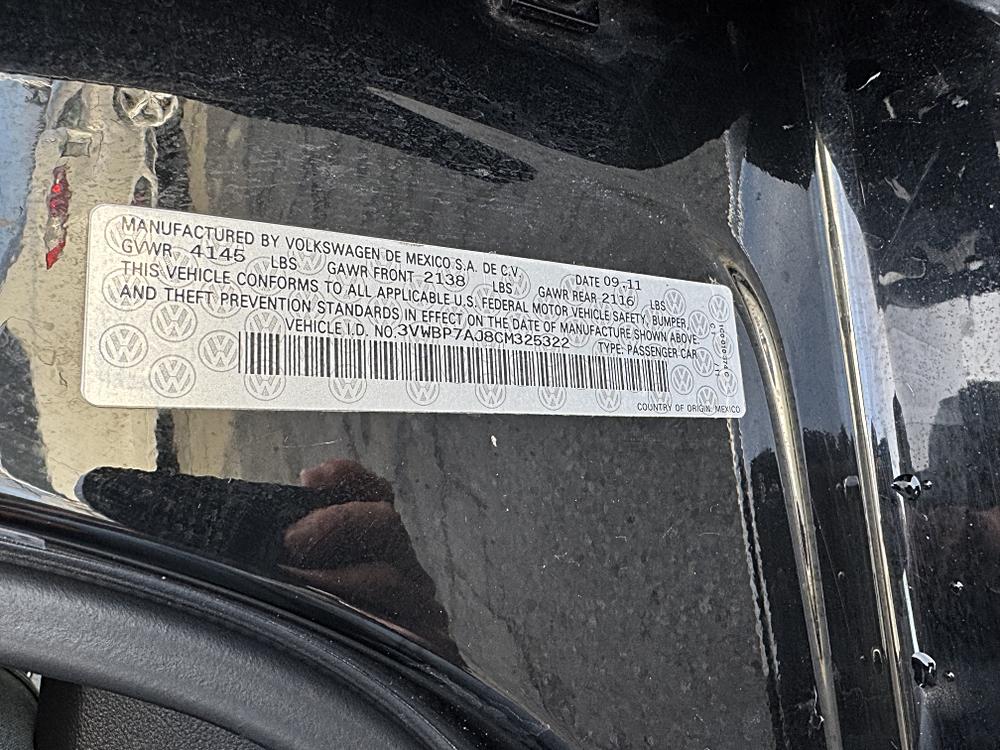 MANUFACTURED BY VOLKSWAGEN DE MEXICO S.A. DE C.V. DATE 09.11
GVWR 4145 LBS GAWR FRONT 2138 LBS GAWR REAR 2116 LBS
THIS VEHICLE CONFORMS TO ALL APPLICABLE U.S. FEDERAL MOTOR VEHICLE SAFETY, BUMPER,
AND THEFT PREVENTION STANDARDS IN EFFECT ON THE DATE OF MANUFACTURE SHOWN ABOVE.
VEHICLE I.D. NO. 3VWBP7AJ8CM325322 TYPE: PASSENGER CAR
COUNTRY OF ORIGIN: MEXICO